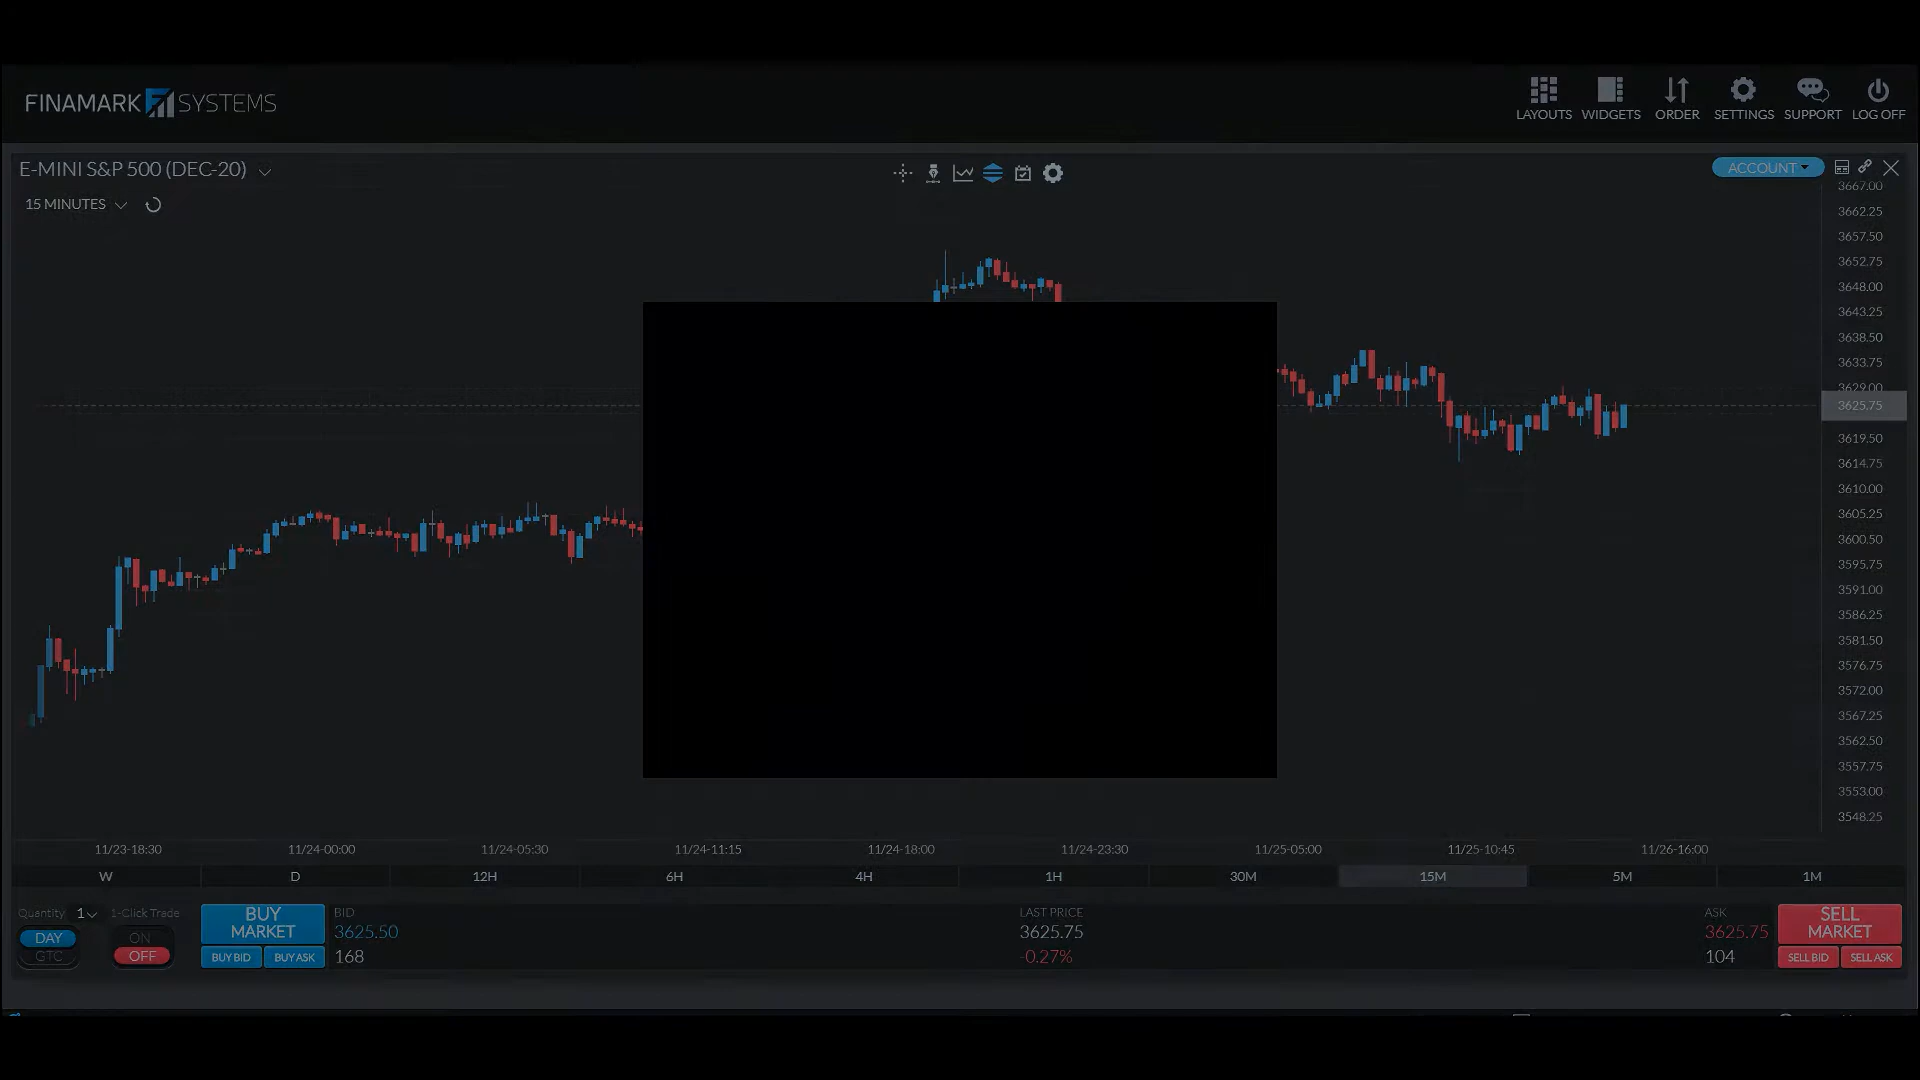 FINAMARK SYSTEMS
LAYOUTS WIDGETS ORDER SETTINGS SUPPORT LOG OFF
E-MINI S&P 500 (DEC-20)
ACCOUNT
15 MINUTES
3667.00
3662.25
3657.50
3652.75
3648.00
3643.25
3638.50
3633.75
3629.00
3625.75
3619.50
3614.75
3610.00
3605.25
3600.50
3595.75
3591.00
3586.25
3581.50
3576.75
3572.00
3567.25
3562.50
3557.75
3553.00
3548.25
11/23-18:30 11/24-00:00 11/24-05:30 11/24-11:15 11/24-18:00 11/24-23:30 11/25-05:00 11/25-10:45 11/26-16:00
W D 12H 6H 4H 1H 30M 15M 5M 1M
Quantity 1 1-Click Trade
DAY
GTC
ON
OFF
BUY MARKET
BUY BID BUY ASK
BID
3625.50
168
LAST PRICE
3625.75
-0.27%
ASK
3625.75
104
SELL MARKET
SELL BID SELL ASK